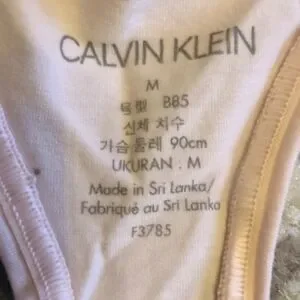 CALVIN KLEIN
M
B85
신체 치수
가슴둘레 90cm
UKURAN . M
Made in Sri Lanka/
Fabriqué au Sri Lanka
F3785